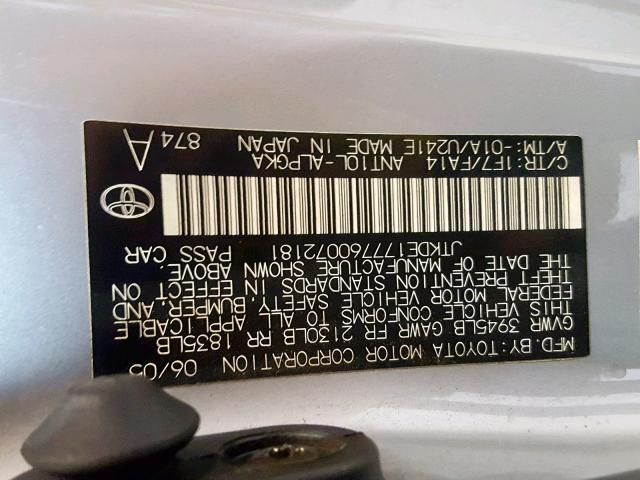 MFD. BY: TOYOTA MOTOR CORPORATION 06/05
GVWR 3945LB GAWR FR 2130LB RR 1835LB
THIS VEHICLE CONFORMS TO ALL APPLICABLE
FEDERAL MOTOR VEHICLE SAFETY, BUMPER, AND
THEFT PREVENTION STANDARDS IN EFFECT ON
THE DATE OF MANUFACTURE SHOWN ABOVE.
JTKDE177760072181 PASS CAR
C/TR: 1F7/FA14 ANT10L-ALPGKA A
A/TM: -01A/U241E MADE IN JAPAN 874